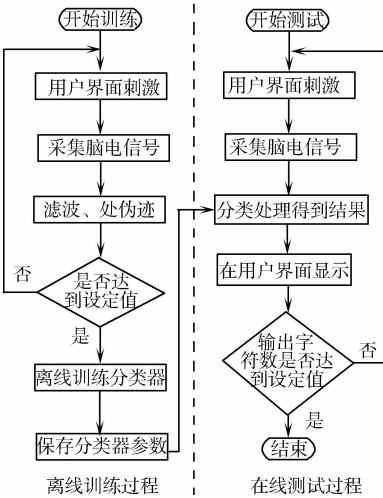 开始训练
用户界面刺激
采集脑电信号
滤波、处伪迹
是否达
到设定值
否
是
离线训练分类器
保存分类器参数
离线训练过程
开始测试
用户界面刺激
采集脑电信号
分类处理得到结果
在用户界面显示
输出字
符数是否达
到设定值
否
是
结束
在线测试过程